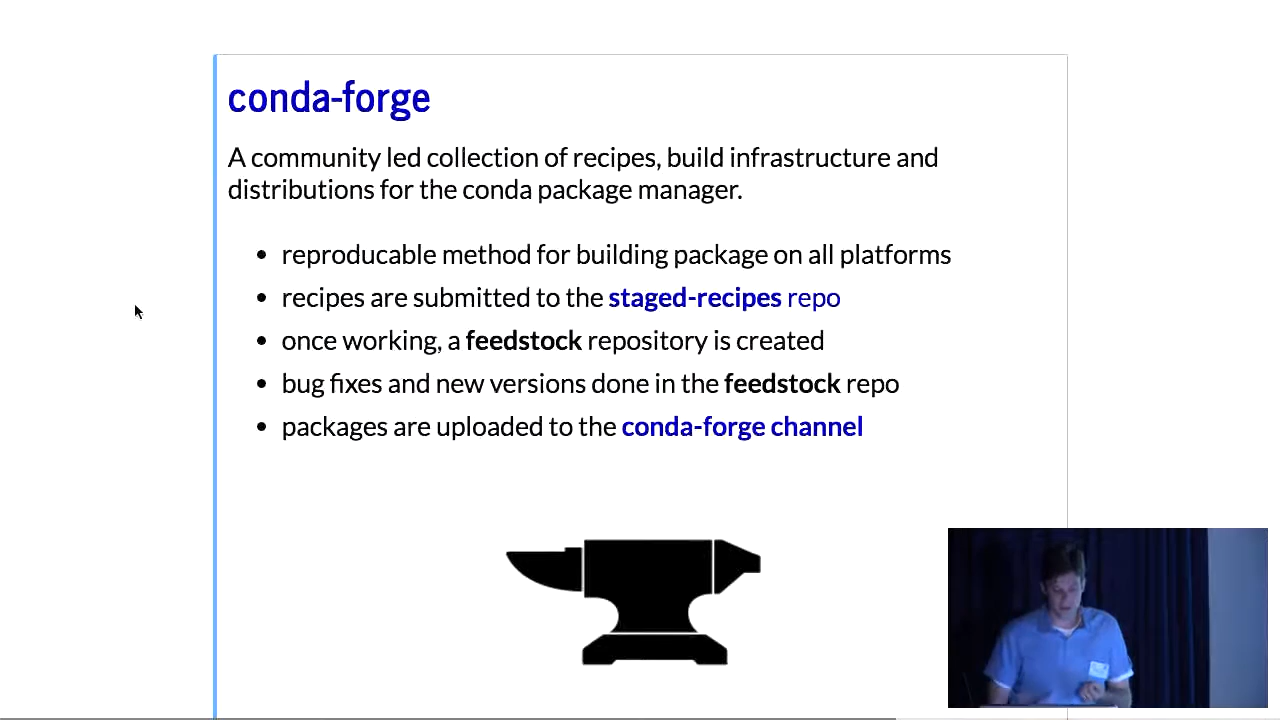 conda-forge
A community led collection of recipes, build infrastructure and
distributions for the conda package manager.
• reproducable method for building package on all platforms
• recipes are submitted to the staged-recipes repo
• once working, a feedstock repository is created
• bug fixes and new versions done in the feedstock repo
• packages are uploaded to the conda-forge channel